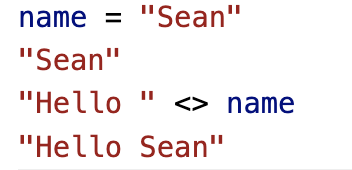 name = "Sean"
"Sean"
"Hello " <> name
"Hello Sean"